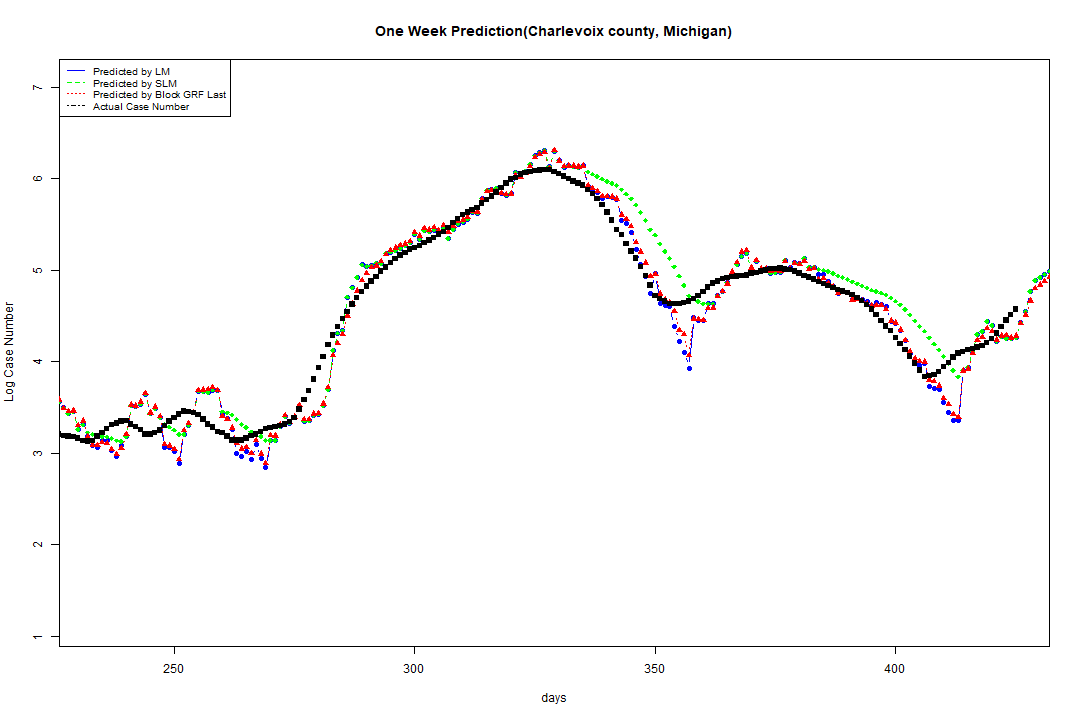 One Week Prediction(Charlevoix county, Michigan)
Predicted by LM
Predicted by SLM
Predicted by Block GRF Last
Actual Case Number
7
6
5
4
3
2
1
Log Case Number
250 300 350 400
days